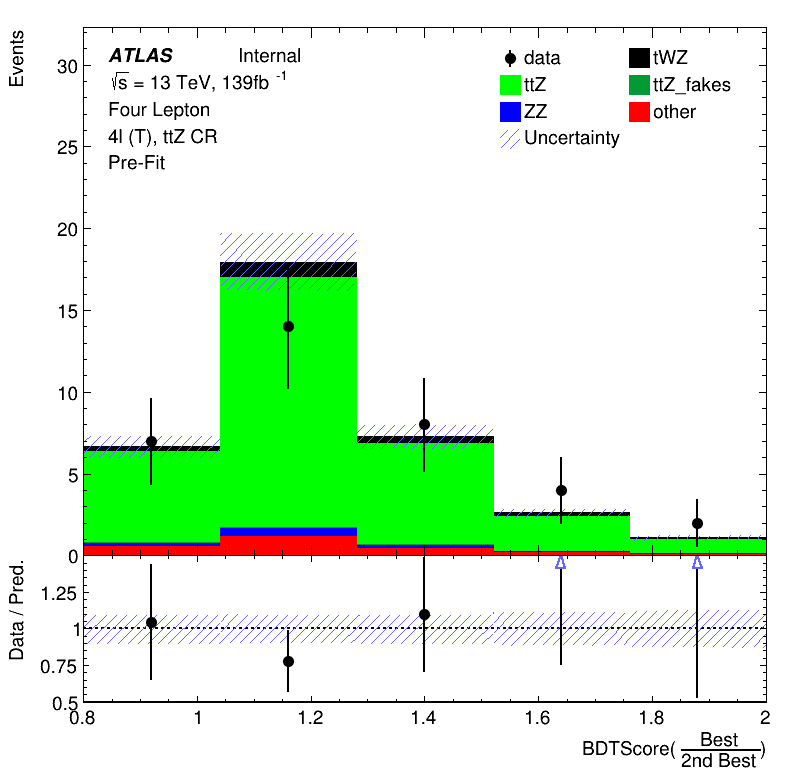 Events
ATLAS Internal
√s = 13 TeV, 139fb -1
Four Lepton
4l (T), ttZ CR
Pre-Fit
data
tWZ
ttZ
ttZ_fakes
ZZ
other
Uncertainty
30
25
20
15
10
5
0
Data / Pred.
1.25
1
0.75
0.5
0.8 1 1.2 1.4 1.6 1.8 2
BDTScore( Best / 2nd Best )